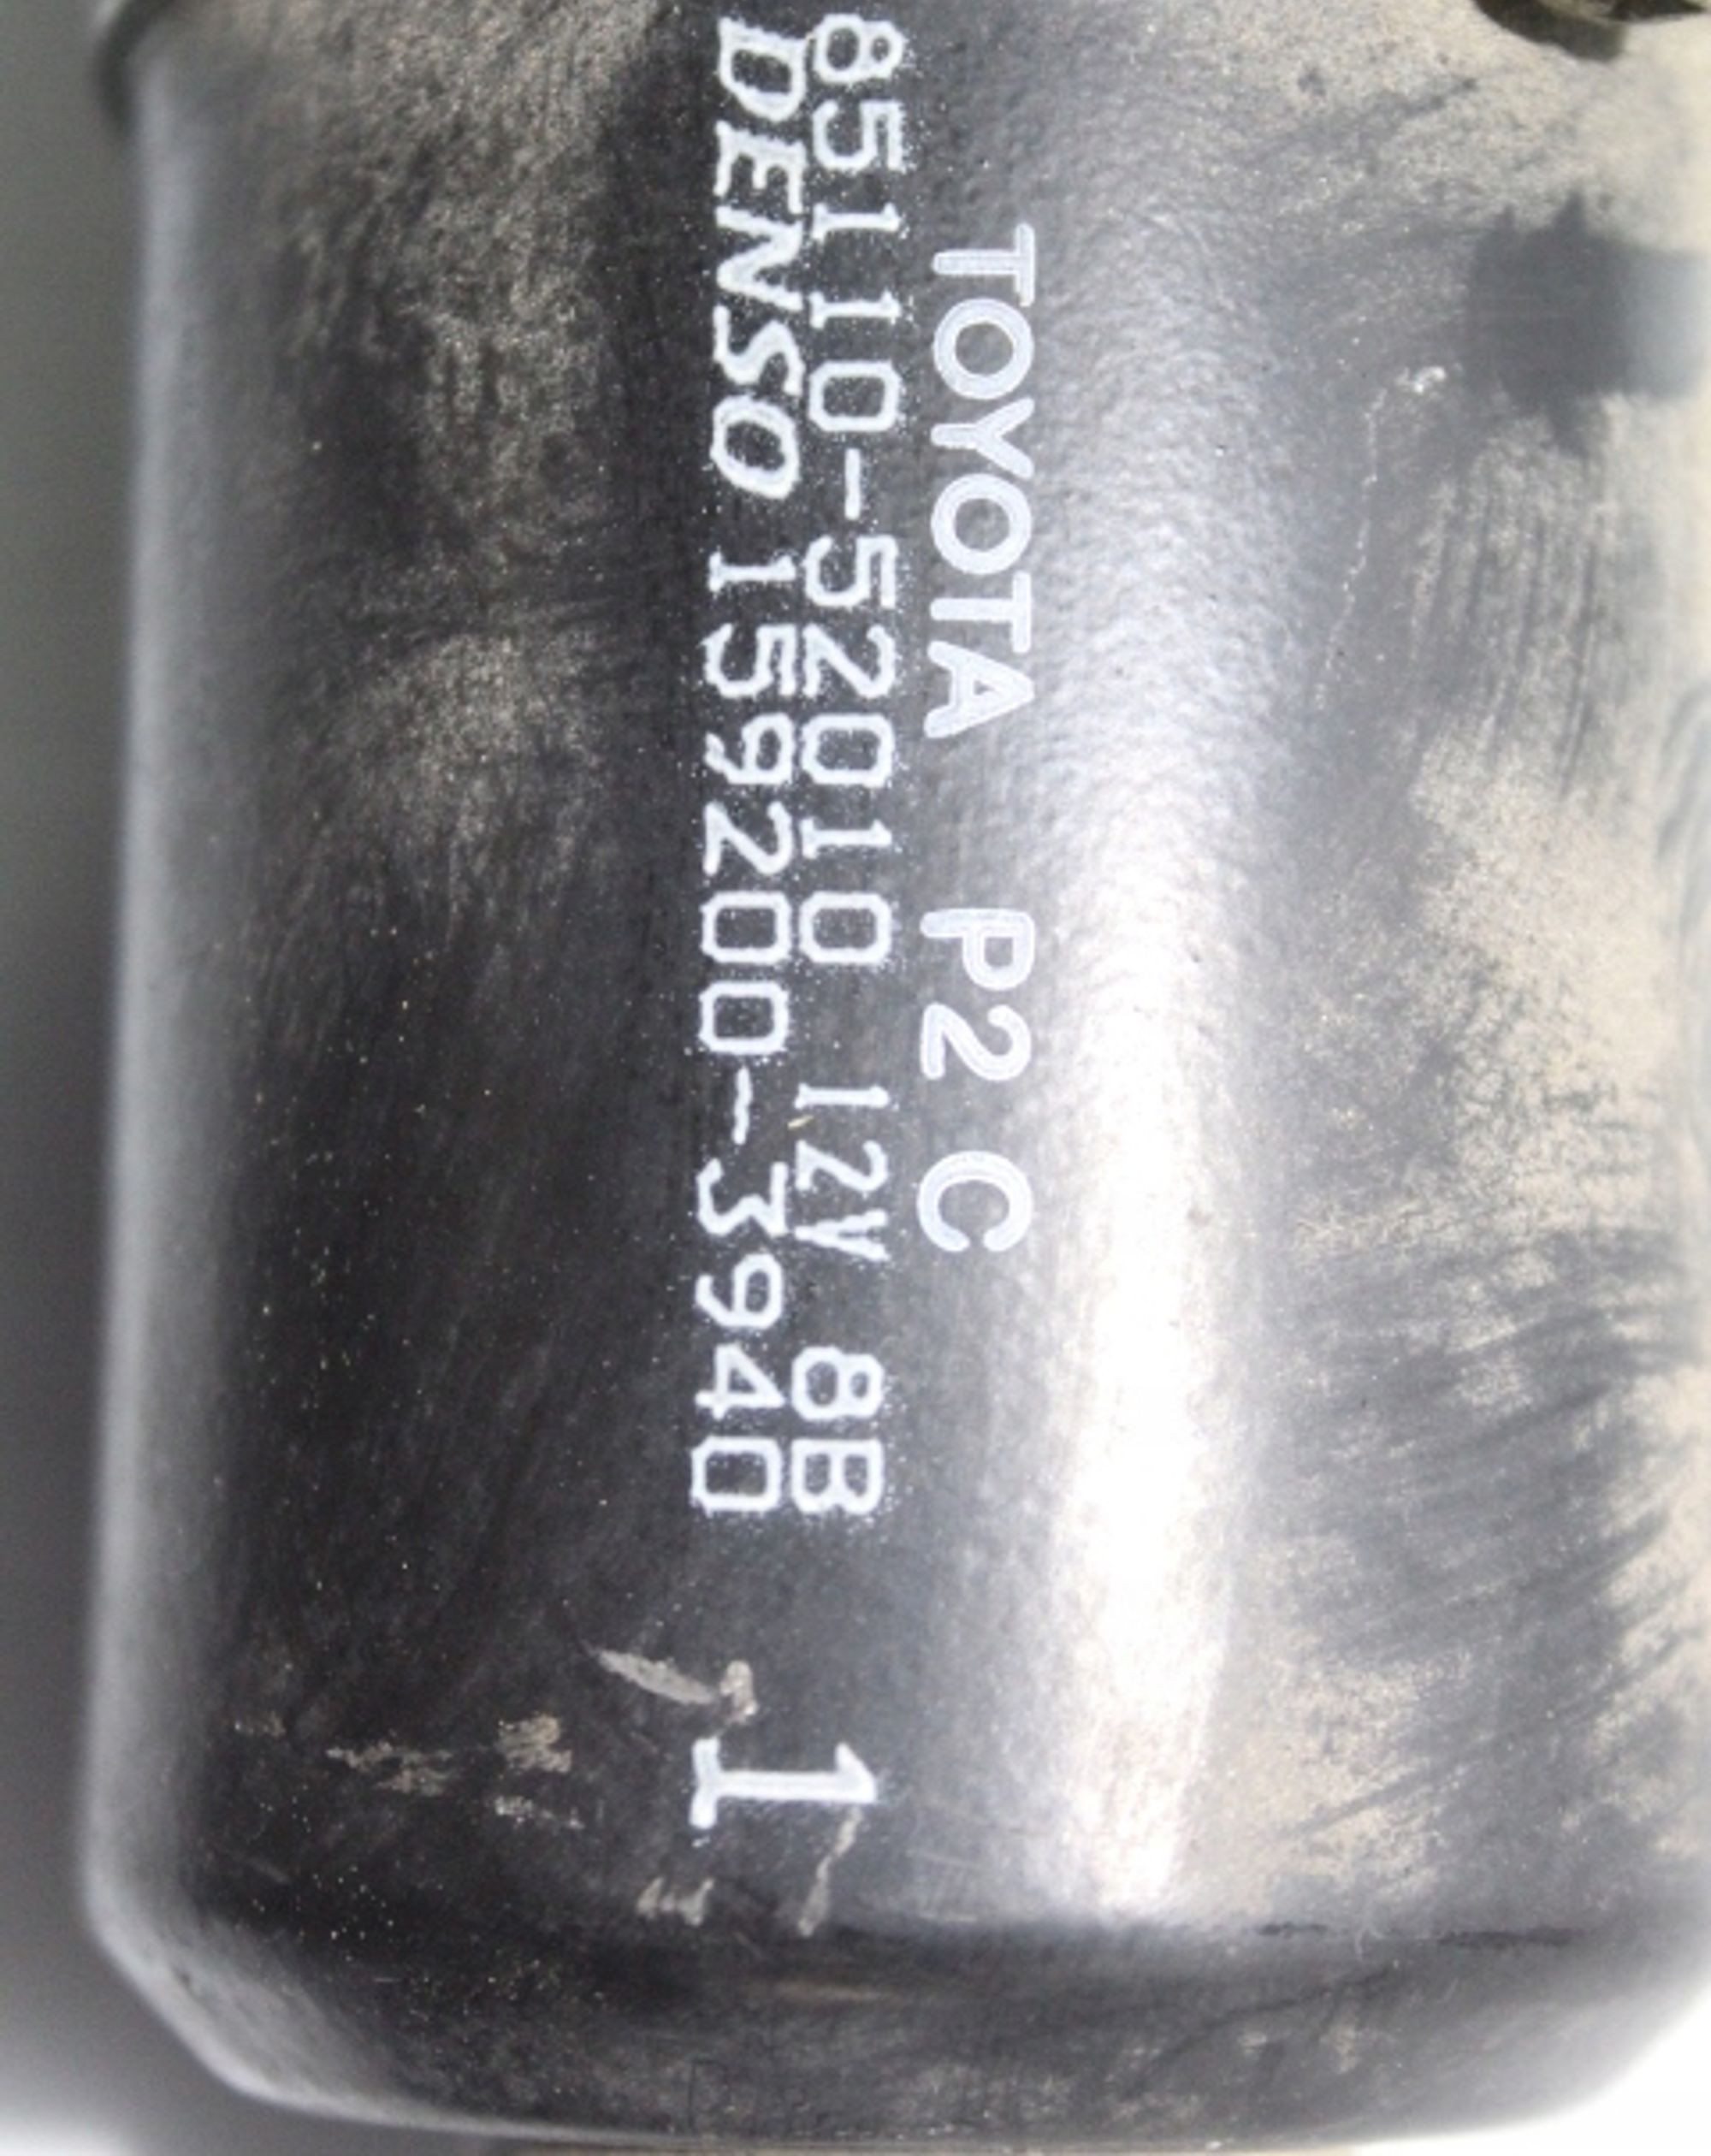 TOYOTA P2 C
85110-52010 12V 8B
DENSO 159200-3940
1